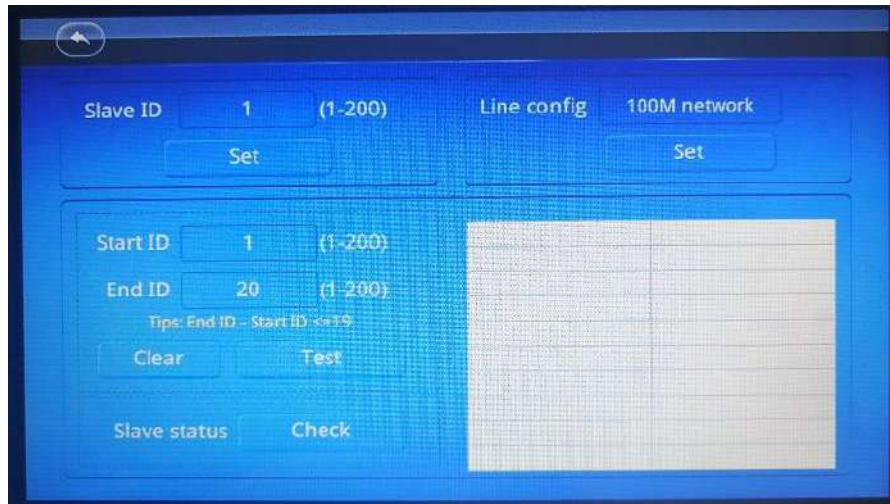 Slave ID 1 (1-200)
Set
Line config 100M network
Set
Start ID 1 (1-200)
End ID 20 (1-200)
Tips: End ID - Start ID <=19
Clear Test
Slave status Check